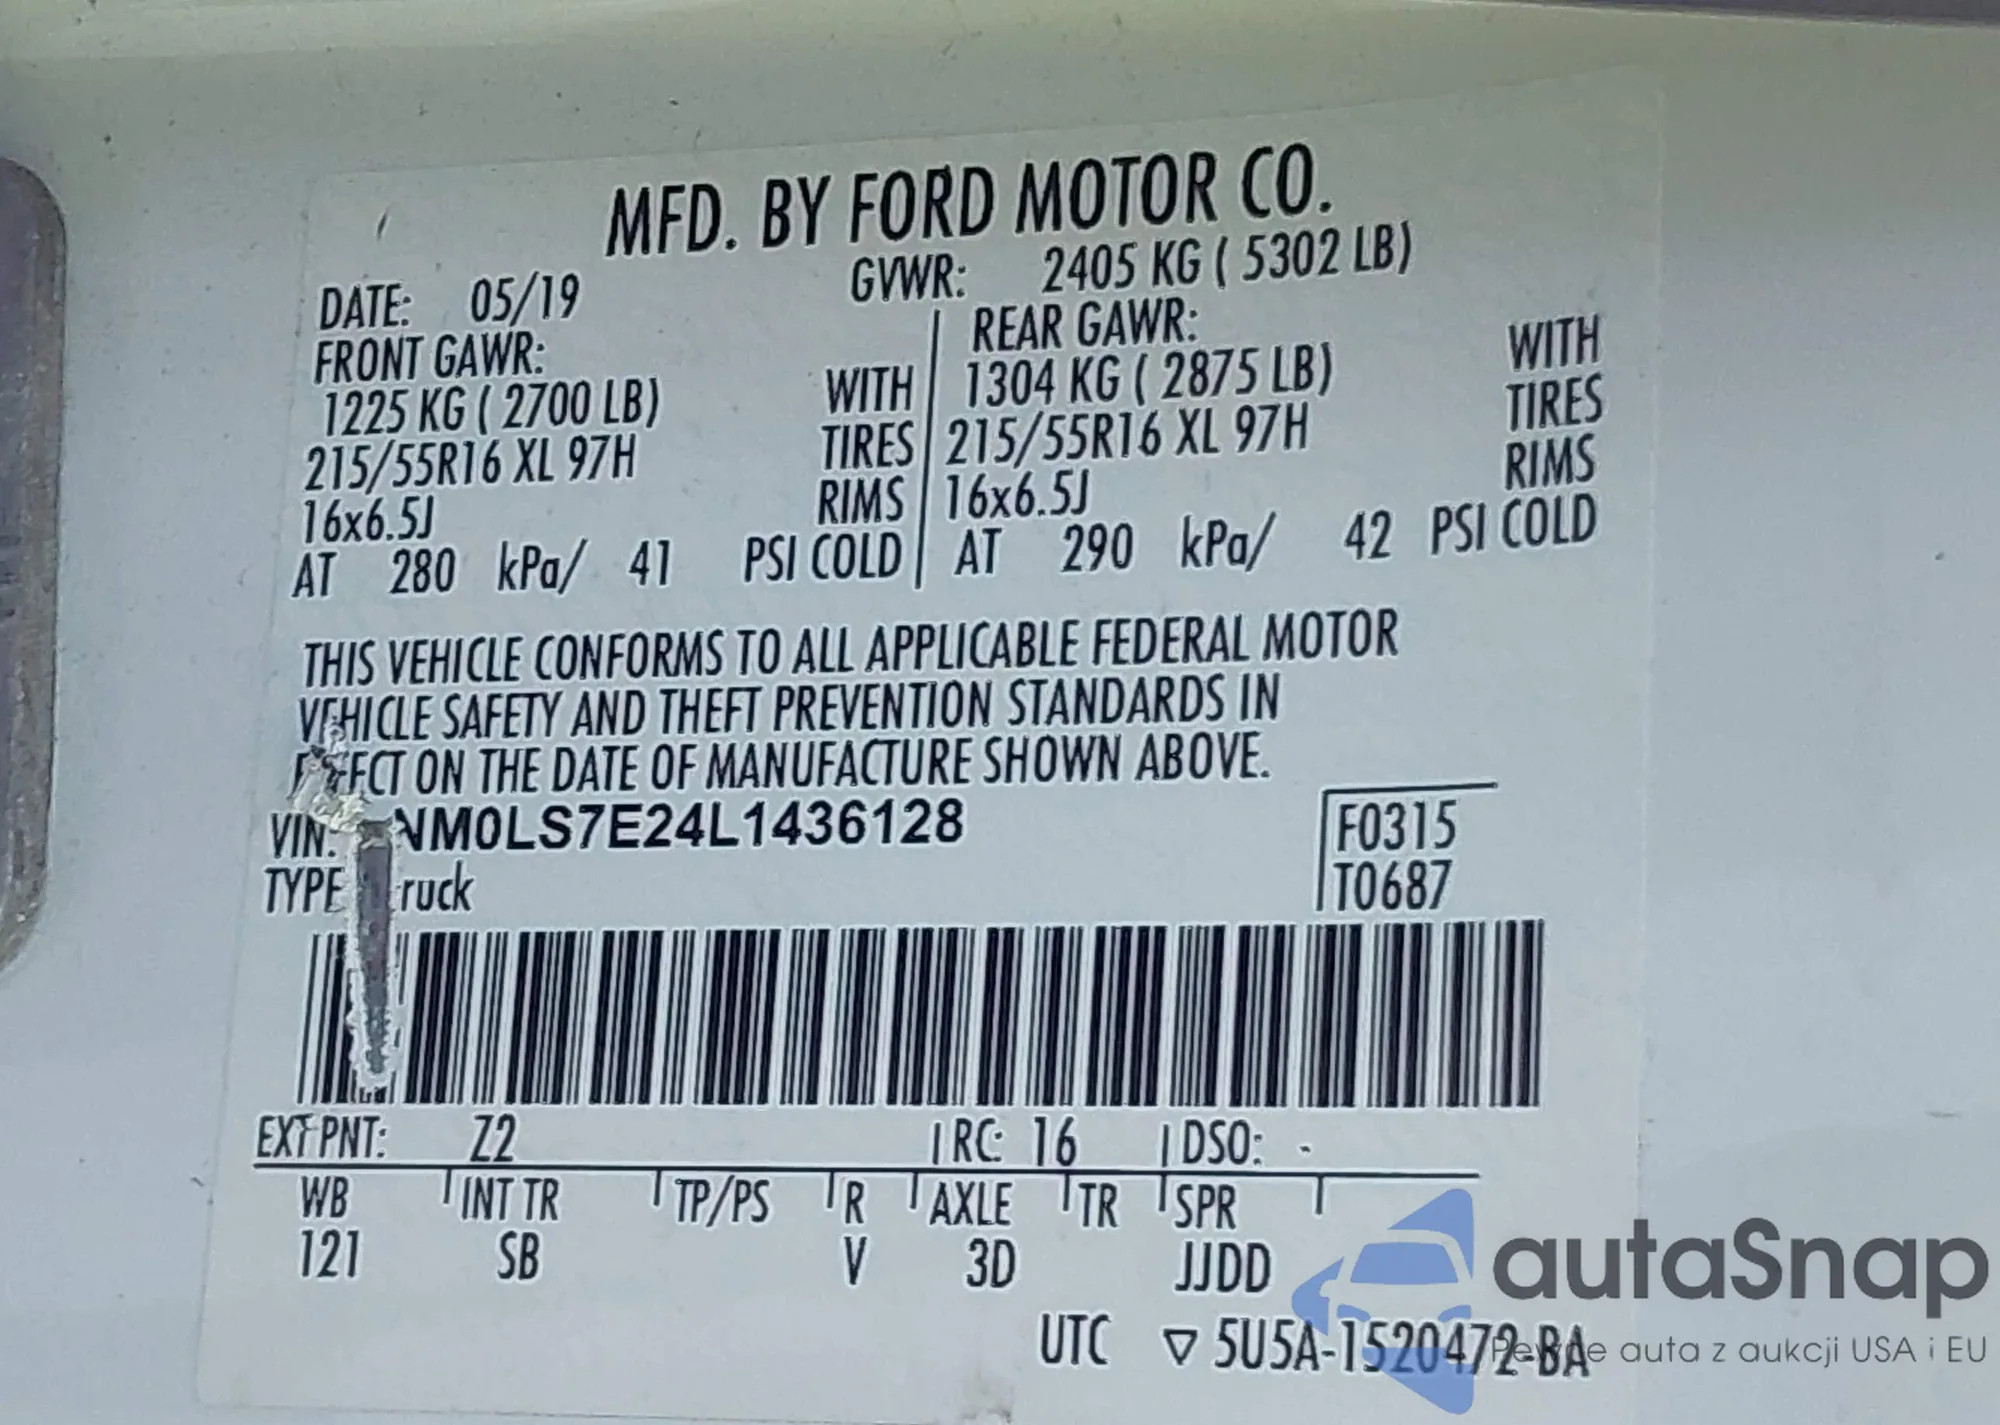 MFD. BY FORD MOTOR CO.
DATE: 05/19 GVWR: 2405 KG ( 5302 LB)
FRONT GAWR: REAR GAWR:
1225 KG ( 2700 LB) WITH 1304 KG ( 2875 LB) WITH
215/55R16 XL 97H TIRES 215/55R16 XL 97H TIRES
16x6.5J RIMS 16x6.5J RIMS
AT 280 kPa/ 41 PSI COLD AT 290 kPa/ 42 PSI COLD
THIS VEHICLE CONFORMS TO ALL APPLICABLE FEDERAL MOTOR
VEHICLE SAFETY AND THEFT PREVENTION STANDARDS IN
EFFECT ON THE DATE OF MANUFACTURE SHOWN ABOVE.
VIN: NM0LS7E24L1436128 F0315
TYPE ruck T0687
EXT PNT: Z2 RC: 16 DSO: -
WB INT TR TP/PS R AXLE TR SPR
121 SB V 3D JJDD
UTC ▽ 5U5A-1520472-BA
autaSnap
Pewne auta z aukcji USA i EU